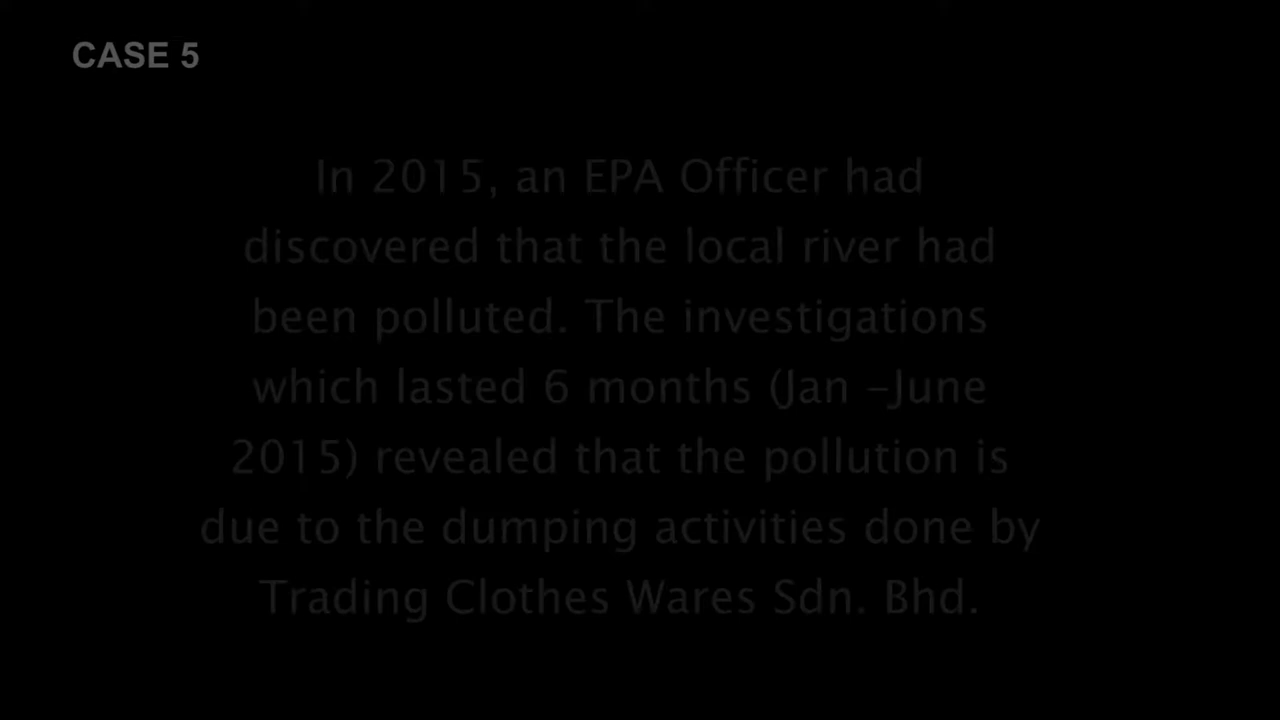 CASE 5
In 2015, an EPA Officer had
discovered that the local river had
been polluted. The investigations
which lasted 6 months (Jan -June
2015) revealed that the pollution is
due to the dumping activities done by
Trading Clothes Wares Sdn. Bhd.